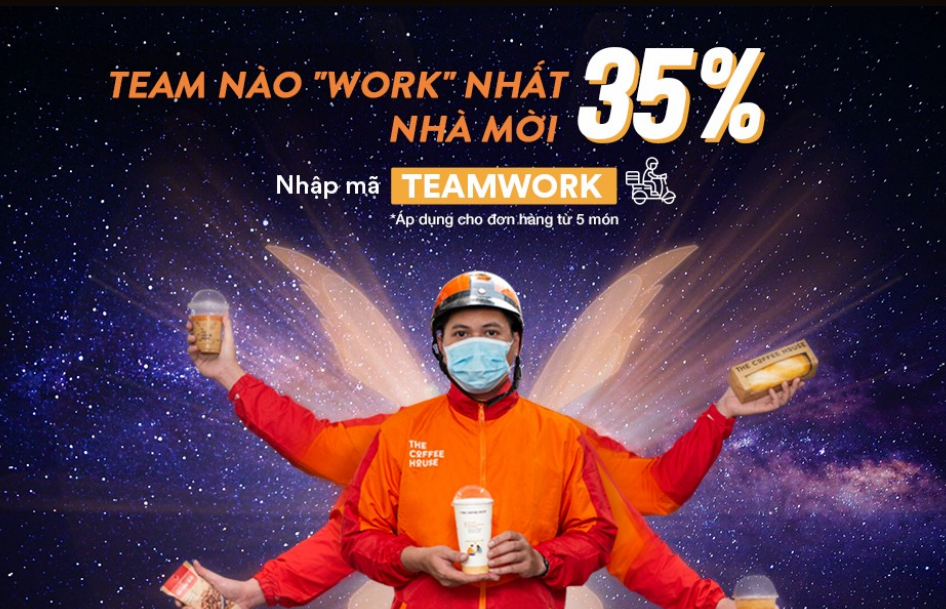 TEAM NÀO "WORK" NHẤT
NHÀ MỜI
35%
Nhập mã TEAMWORK
*Áp dụng cho đơn hàng từ 5 món
THE COFFEE HOUSE
THE
COFFEE
HOUSE